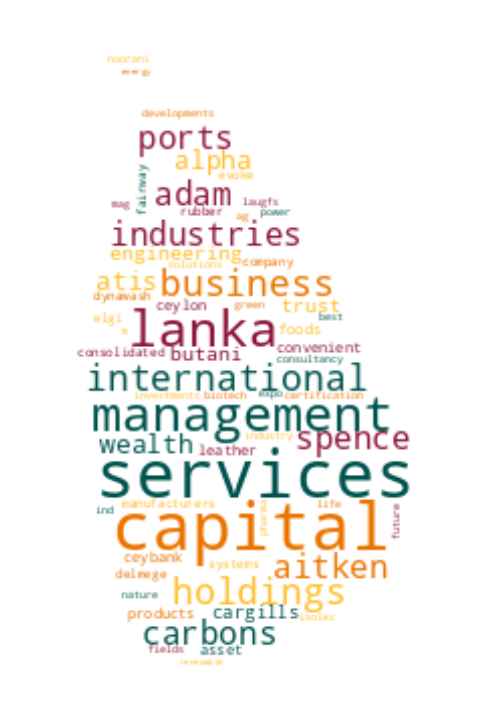 noorani
energy
developments
ports
alpha
evoke
fairway
adam
mag
laugfs
rubber
power
ag
industries
engineering
solutions
company
atis
business
dynawash
ceylon
green
trust
elgi
best
lanka
foods
consolidated
butani
convenient
consultancy
international
investments
biotech
expo
certification
management
industry
wealth
leather
spence
services
manufacturers
life
ind
capital
pharma
future
ceybank
systems
aitken
delmege
nature
holdings
products
cargills
isolez
carbons
fields
asset
renewable